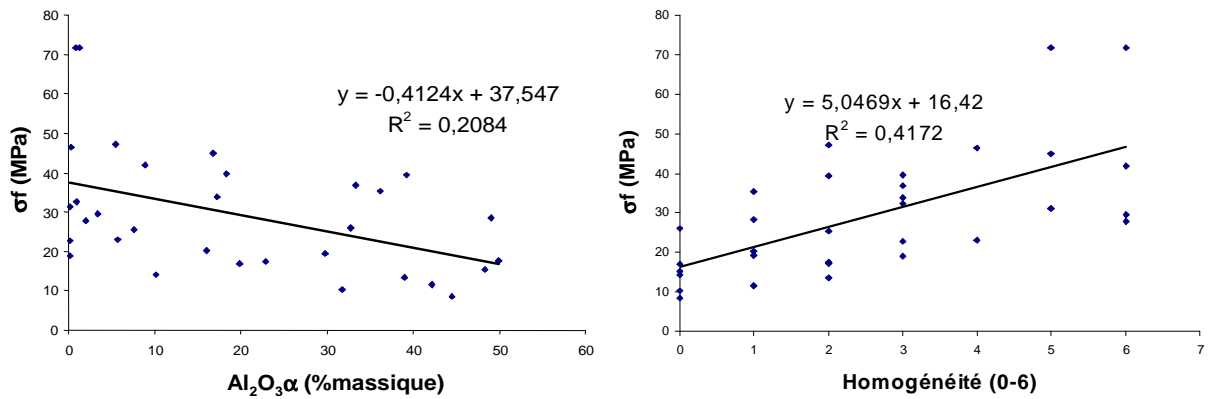 80
70
60
50
40
30
20
10
0
σf (MPa)
y = -0,4124x + 37,547
R² = 0,2084
0 10 20 30 40 50 60
Al₂O₃α (%massique)
80
70
60
50
40
30
20
10
0
σf (MPa)
y = 5,0469x + 16,42
R² = 0,4172
0 1 2 3 4 5 6 7
Homogénéité (0-6)